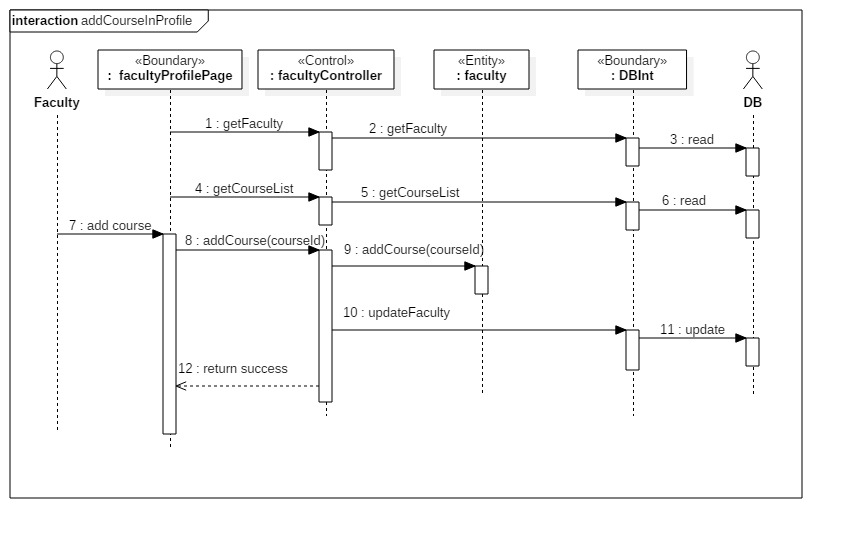 interaction addCourseInProfile
«Boundary»
: factoryProfilePage
«Control»
: facultyController
«Entity»
: faculty
«Boundary»
: DBInt
Faculty
DB
1 : getFaculty
2 : getFaculty
3 : read
4 : getCourseList
5 : getCourseList
6 : read
7 : add course
8 : addCourse(courseId)
9 : addCourse(courseId)
10 : updateFaculty
11 : update
12 : return success